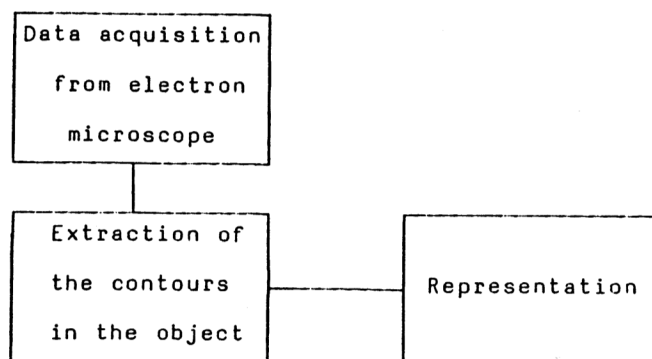 Data acquisition
from electron
microscope
Extraction of
the contours
in the object
Representation